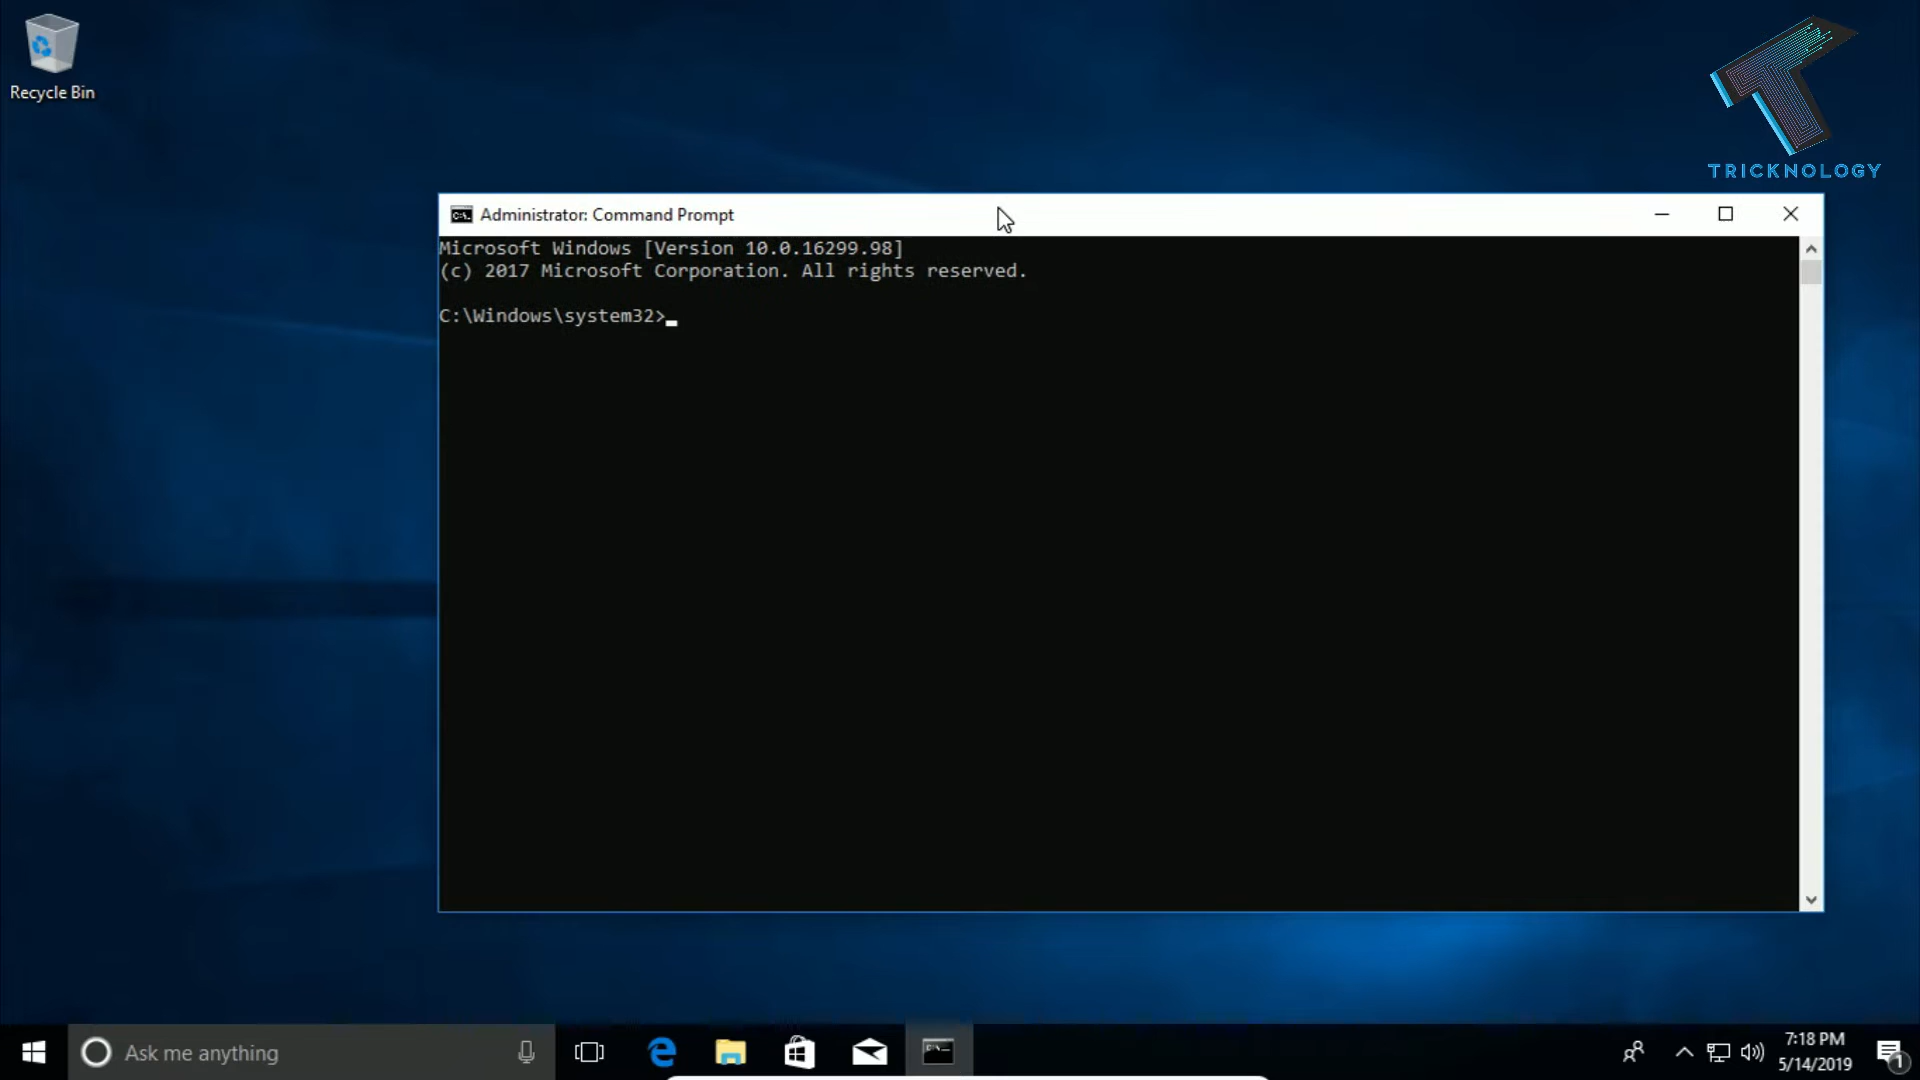 Recycle Bin
TRICKNOLOGY
Administrator: Command Prompt
Microsoft Windows [Version 10.0.16299.98]
(c) 2017 Microsoft Corporation. All rights reserved.
C:\Windows\system32>
Ask me anything
7:18 PM
5/14/2019
1